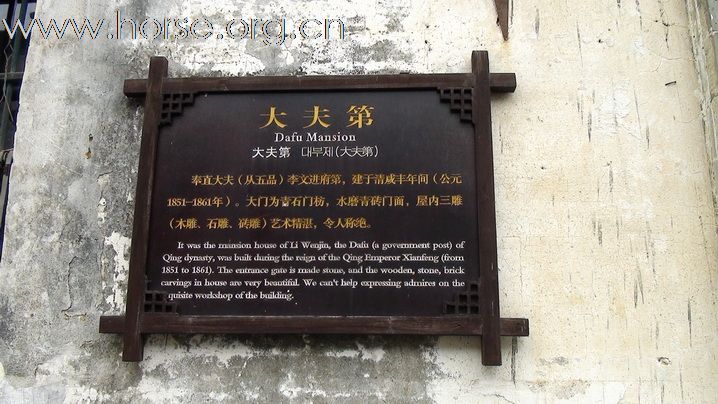 www.horse.org.cn
大夫第
Dafu Mansion
大夫第 대부제(大夫第)
奉直大夫（从五品）李文进府第，建于清咸丰年间（公元
1851—1861年）。大门为青石门枋，水磨青砖门面，屋内三雕
（木雕、石雕、砖雕）艺术精湛，令人称绝。
It was the mansion house of Li Wenjin, the Dafu (a government post) of
Qing dynasty, was built during the reign of the Qing Emperor Xianfeng (from
1851 to 1861). The entrance gate is made stone, and the wooden, stone, brick
carvings in house are very beautiful. We can't help expressing admires on the
quisite workshop of the building.